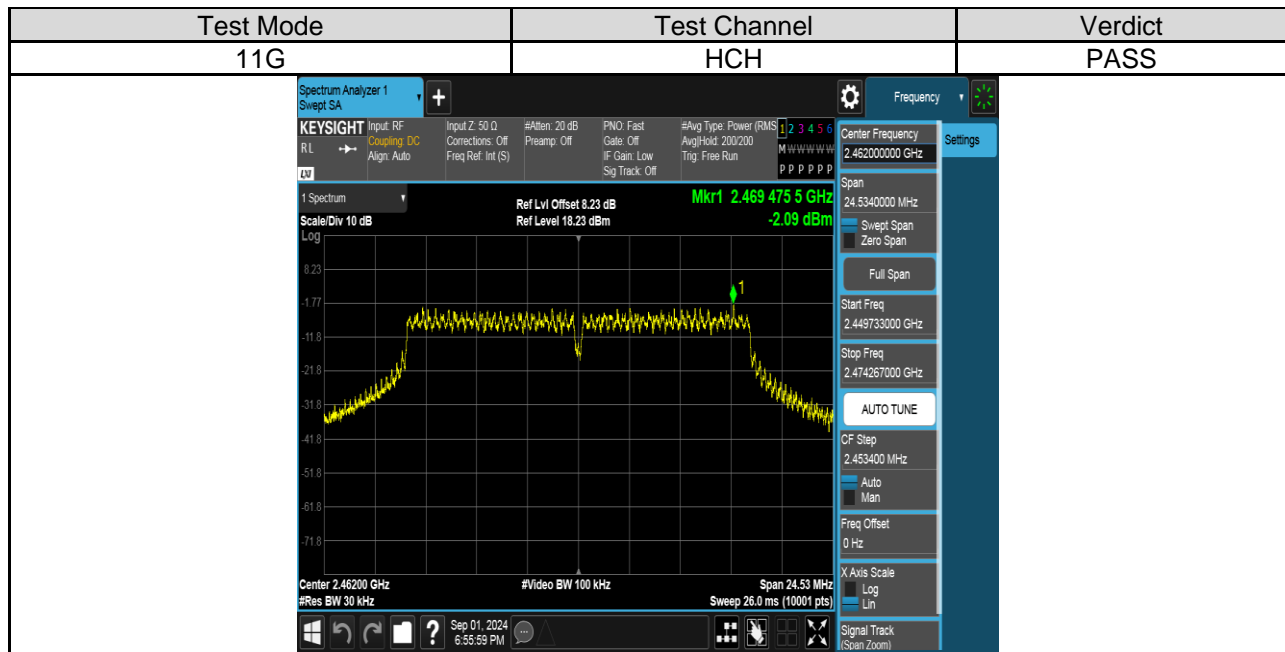 Test Mode Test Channel Verdict
11G HCH PASS
Spectrum Analyzer 1
Swept SA
+
Frequency
KEYSIGHT
RL
LXI
Input: RF
Coupling: DC
Align: Auto
Input Z: 50 Ω
Corrections: Off
Freq Ref: Int (S)
#Atten: 20 dB
Preamp: Off
PNO: Fast
Gate: Off
IF Gain: Low
Sig Track: Off
#Avg Type: Power (RMS
Avg|Hold: 200/200
Trig: Free Run
1 2 3 4 5 6
M W W W W W
P P P P P P
Settings
1 Spectrum
Scale/Div 10 dB
Log
Ref Lvl Offset 8.23 dB
Ref Level 18.23 dBm
Mkr1 2.469 475 5 GHz
-2.09 dBm
1
8.23
-1.77
-11.8
-21.8
-31.8
-41.8
-51.8
-61.8
-71.8
Center 2.46200 GHz
#Res BW 30 kHz
#Video BW 100 kHz
Span 24.53 MHz
Sweep 26.0 ms (10001 pts)
Center Frequency
2.462000000 GHz
Span
24.5340000 MHz
Swept Span
Zero Span
Full Span
Start Freq
2.449733000 GHz
Stop Freq
2.474267000 GHz
AUTO TUNE
CF Step
2.453400 MHz
Auto
Man
Freq Offset
0 Hz
X Axis Scale
Log
Lin
Signal Track
(Span Zoom)
?
Sep 01, 2024
6:55:59 PM